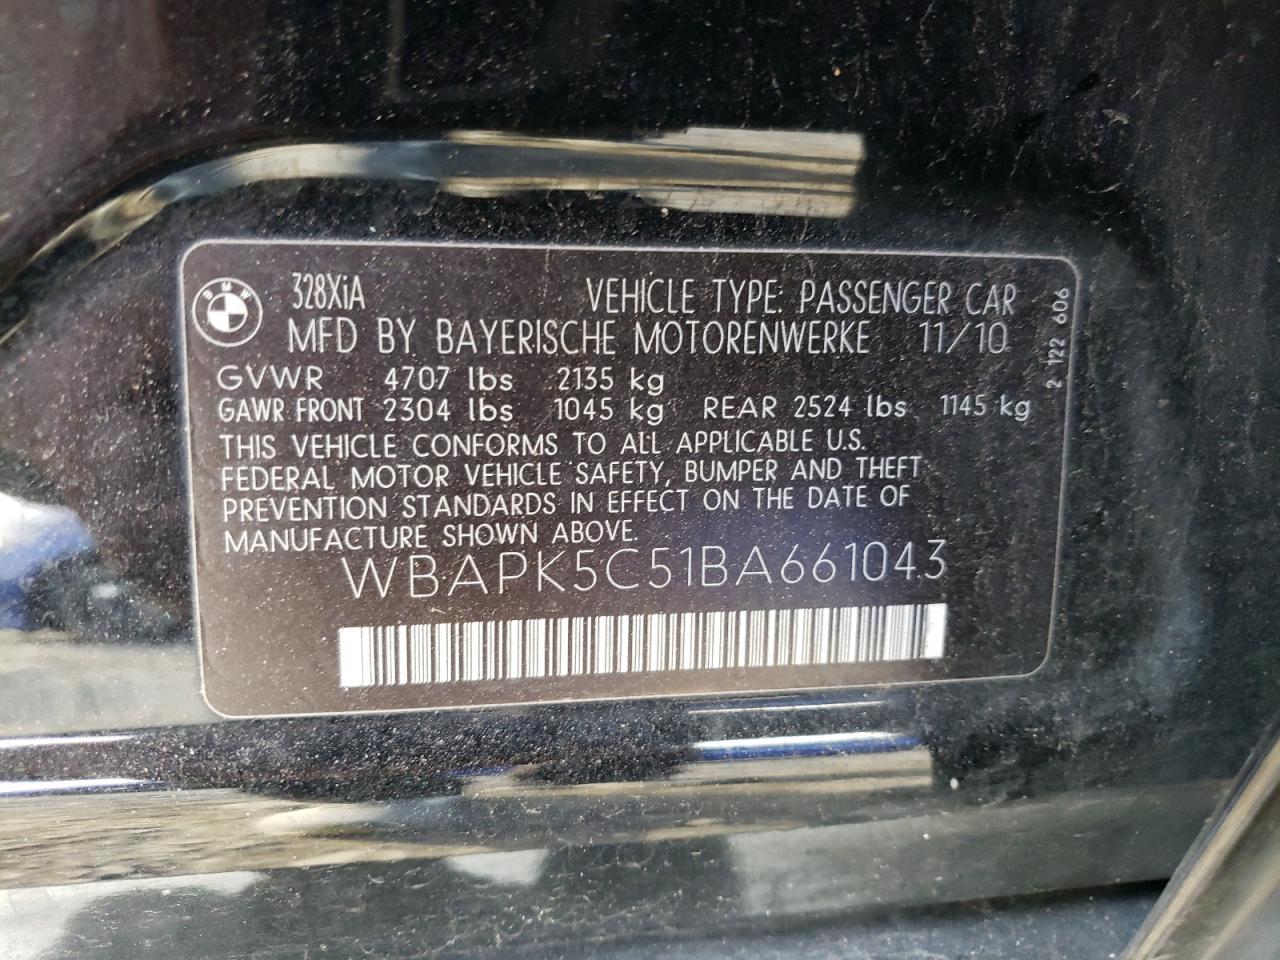 BMW
328XiA VEHICLE TYPE: PASSENGER CAR
MFD BY BAYERISCHE MOTORENWERKE 11/10
GVWR 4707 lbs 2135 kg
GAWR FRONT 2304 lbs 1045 kg REAR 2524 lbs 1145 kg
THIS VEHICLE CONFORMS TO ALL APPLICABLE U.S.
FEDERAL MOTOR VEHICLE SAFETY, BUMPER AND THEFT
PREVENTION STANDARDS IN EFFECT ON THE DATE OF
MANUFACTURE SHOWN ABOVE.
WBAPK5C51BA661043
2 122 606